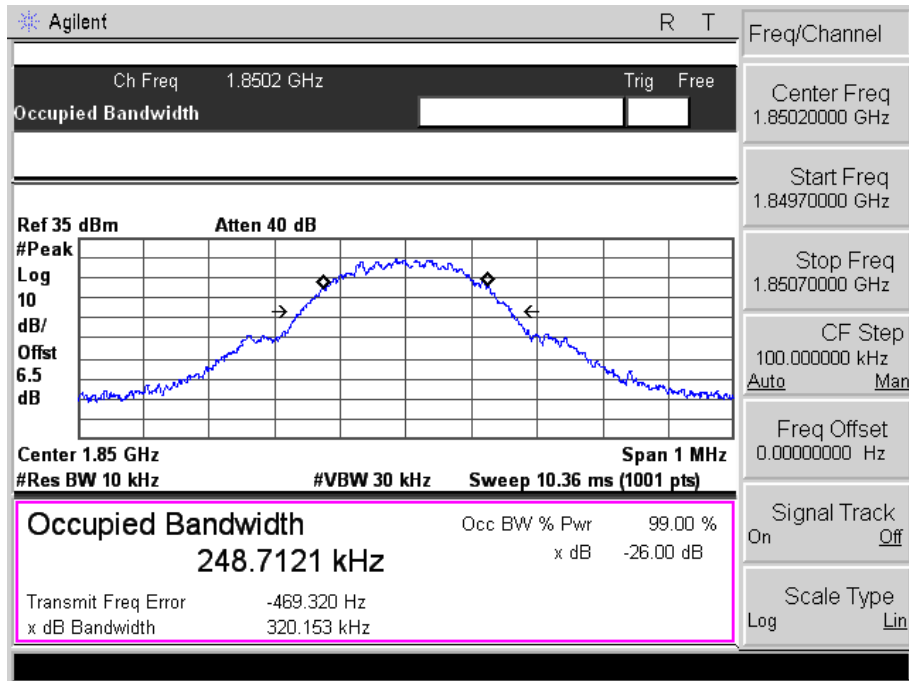 Agilent R T
Freq/Channel
Ch Freq 1.8502 GHz Trig Free
Occupied Bandwidth
Center Freq
1.85020000 GHz
Start Freq
1.84970000 GHz
Stop Freq
1.85070000 GHz
CF Step
100.000000 kHz
Auto Man
Freq Offset
0.00000000 Hz
Signal Track
On Off
Scale Type
Log Lin
Ref 35 dBm Atten 40 dB
#Peak
Log
10
dB/
Offst
6.5
dB
Center 1.85 GHz Span 1 MHz
#Res BW 10 kHz #VBW 30 kHz Sweep 10.36 ms (1001 pts)
Occupied Bandwidth
248.7121 kHz
Occ BW % Pwr 99.00 %
x dB -26.00 dB
Transmit Freq Error -469.320 Hz
x dB Bandwidth 320.153 kHz